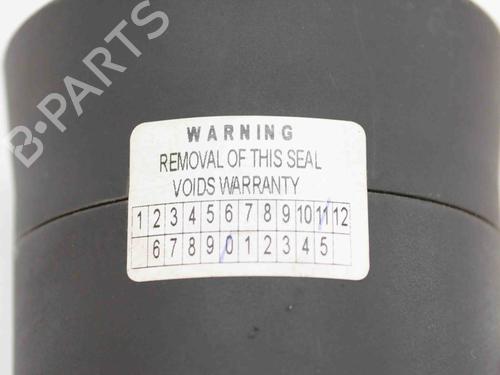 B-PARTS
WARNING
REMOVAL OF THIS SEAL
VOIDS WARRANTY
1 2 3 4 5 6 7 8 9 10 11 12
6 7 8 9 0 1 2 3 4 5